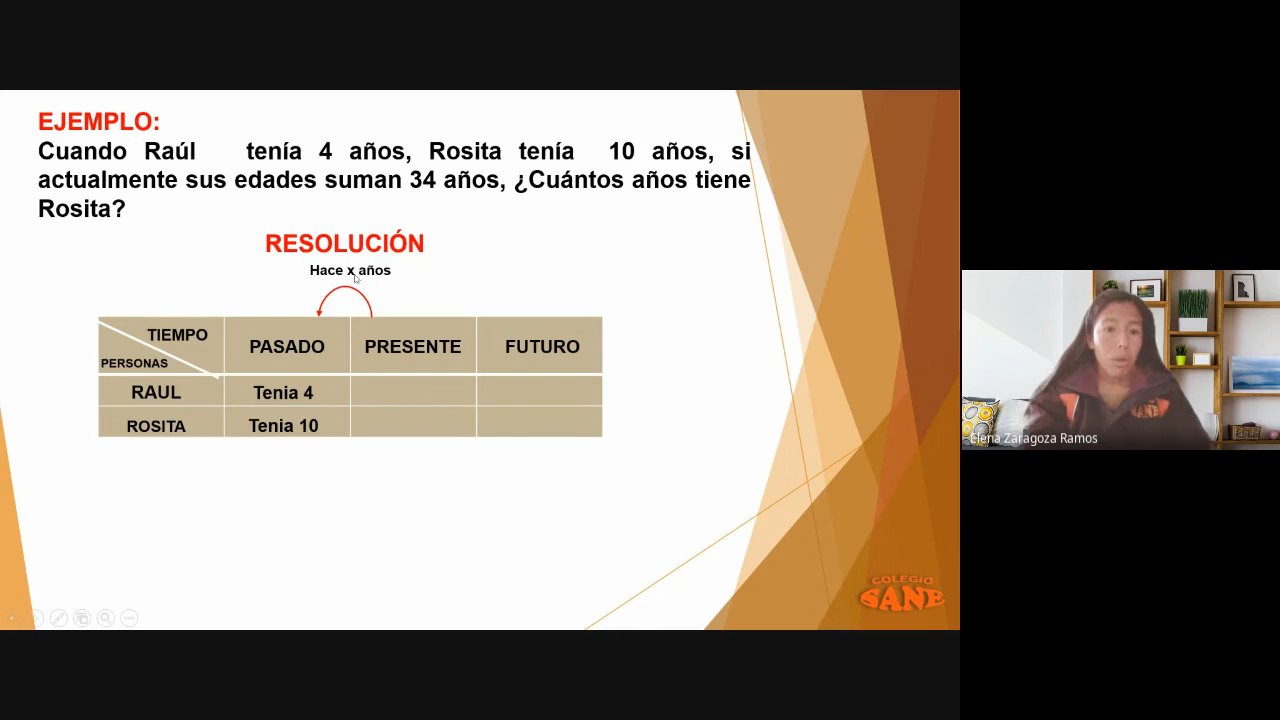 EJEMPLO:
Cuando Raúl tenía 4 años, Rosita tenía 10 años, si
actualmente sus edades suman 34 años, ¿Cuántos años tiene
Rosita?
RESOLUCIÓN
Hace x años
TIEMPO
PERSONAS
PASADO PRESENTE FUTURO
RAUL Tenia 4
ROSITA Tenia 10
COLEGIO
SANE
Elena Zaragoza Ramos